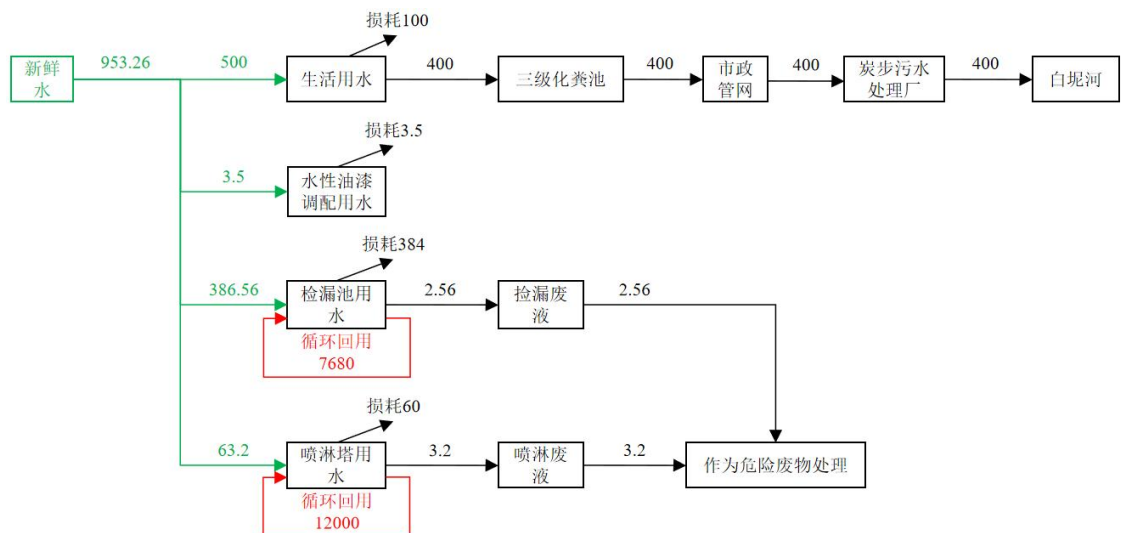 损耗100
新鲜
水
953.26
500
生活用水
400
三级化粪池
400
市政
管网
400
炭步污水
处理厂
400
白坭河
损耗3.5
3.5
水性油漆
调配用水
损耗384
386.56
检漏池用
水
2.56
捡漏废
液
2.56
循环回用
7680
损耗60
63.2
喷淋塔用
水
3.2
喷淋废
液
3.2
作为危险废物处理
循环回用
12000